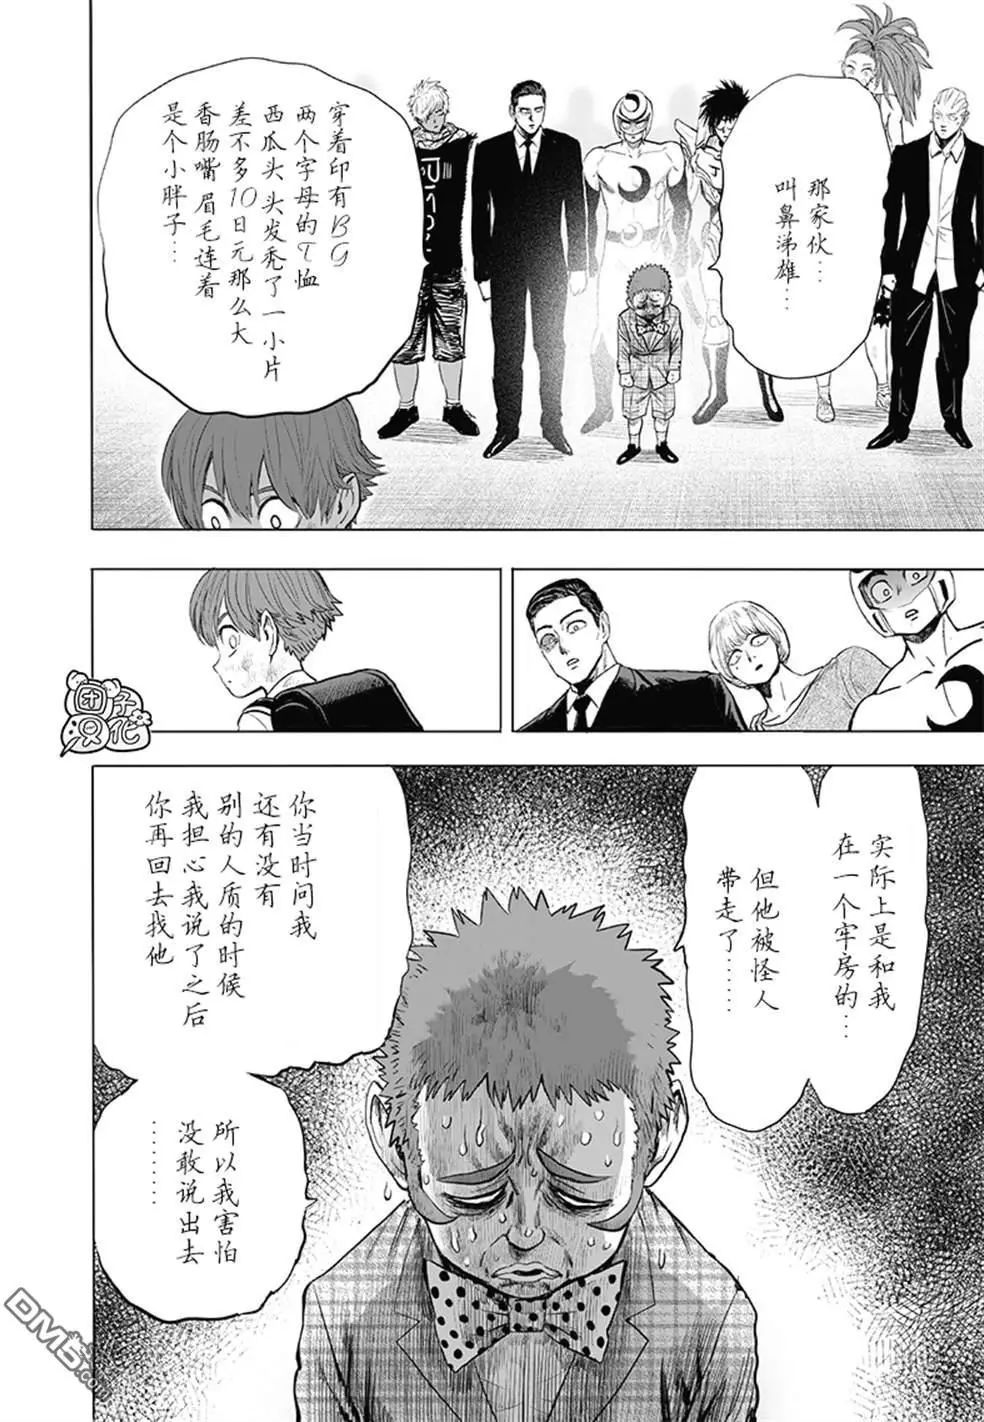 那家伙…
叫鼻涕雄
…
穿着印有BG
两个字母的T恤
西瓜头 头发秃了一小片
差不多10日元那么大
香肠嘴 眉毛连着
是个小胖子…
实际上是和我
在一个牢房的…
但他被怪人
带走了……
你当时问我
还有没有
别的人质的时候
我担心我说了之后
你再回去找他
所以我害怕
没敢说出去
………
团子
汉化
DM5.com